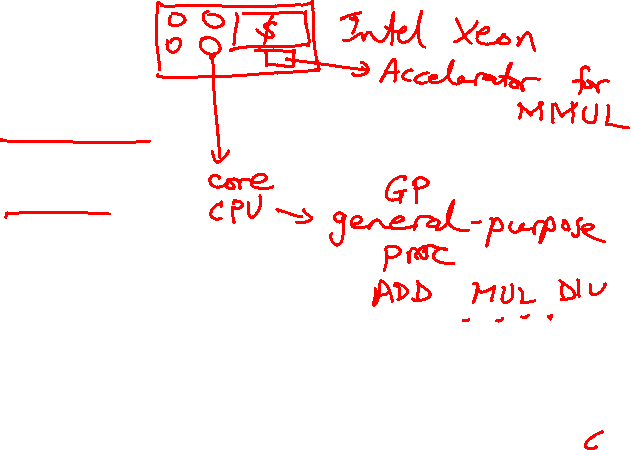 $ Intel Xeon
Accelerator for
MMUL
core
CPU
GP
general-purpose
proc
ADD MUL DIV
....
C